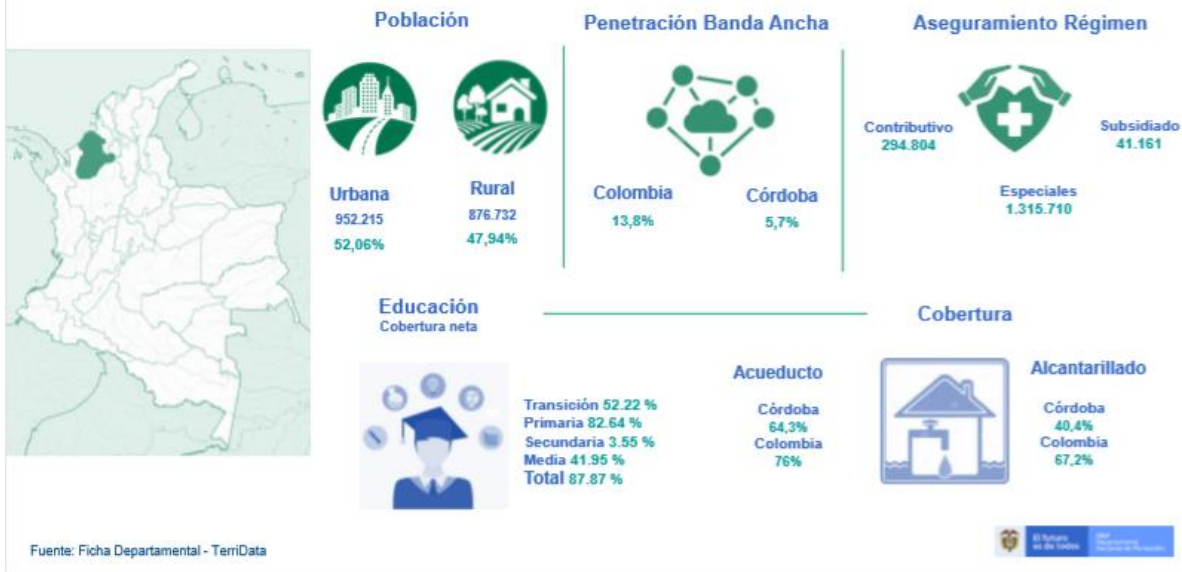 Población
Urbana
952.215
52,06%
Rural
876.732
47,94%
Penetración Banda Ancha
Colombia
13,8%
Córdoba
5,7%
Aseguramiento Régimen
Contributivo
294.804
Subsidiado
41.161
Especiales
1.315.710
Educación
Cobertura neta
Transición 52.22 %
Primaria 82.64 %
Secundaria 3.55 %
Media 41.95 %
Total 87.87 %
Cobertura
Acueducto
Córdoba
64,3%
Colombia
76%
Alcantarillado
Córdoba
40,4%
Colombia
67,2%
Fuente: Ficha Departamental - TerriData
El futuro
es de todos